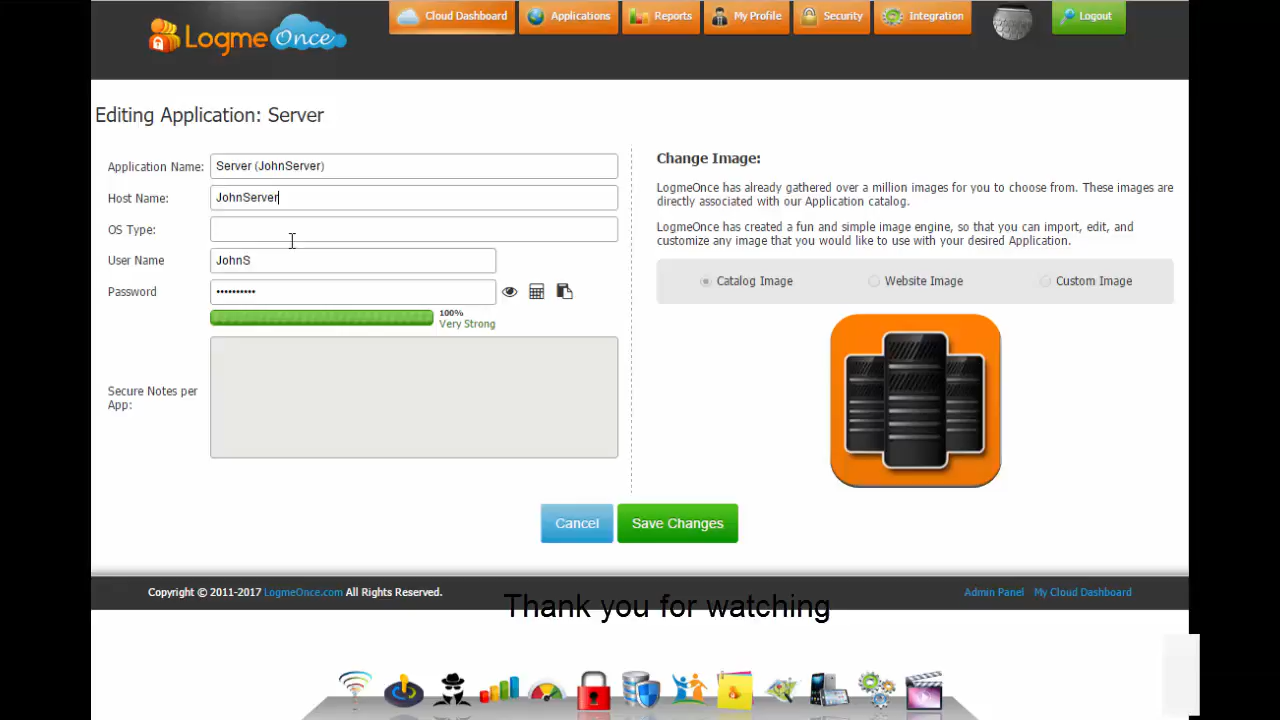 Logme Once
Cloud Dashboard
Applications
Reports
My Profile
Security
Integration
Logout
Editing Application: Server
Application Name: Server (JohnServer)
Host Name: JohnServer
OS Type:
User Name JohnS
Password ••••••••••
100%
Very Strong
Secure Notes per
App:
Change Image:
LogmeOnce has already gathered over a million images for you to choose from. These images are
directly associated with our Application catalog.
LogmeOnce has created a fun and simple image engine, so that you can import, edit, and
customize any image that you would like to use with your desired Application.
Catalog Image
Website Image
Custom Image
Cancel
Save Changes
Copyright © 2011-2017 LogmeOnce.com All Rights Reserved.
Admin Panel
My Cloud Dashboard
Thank you for watching